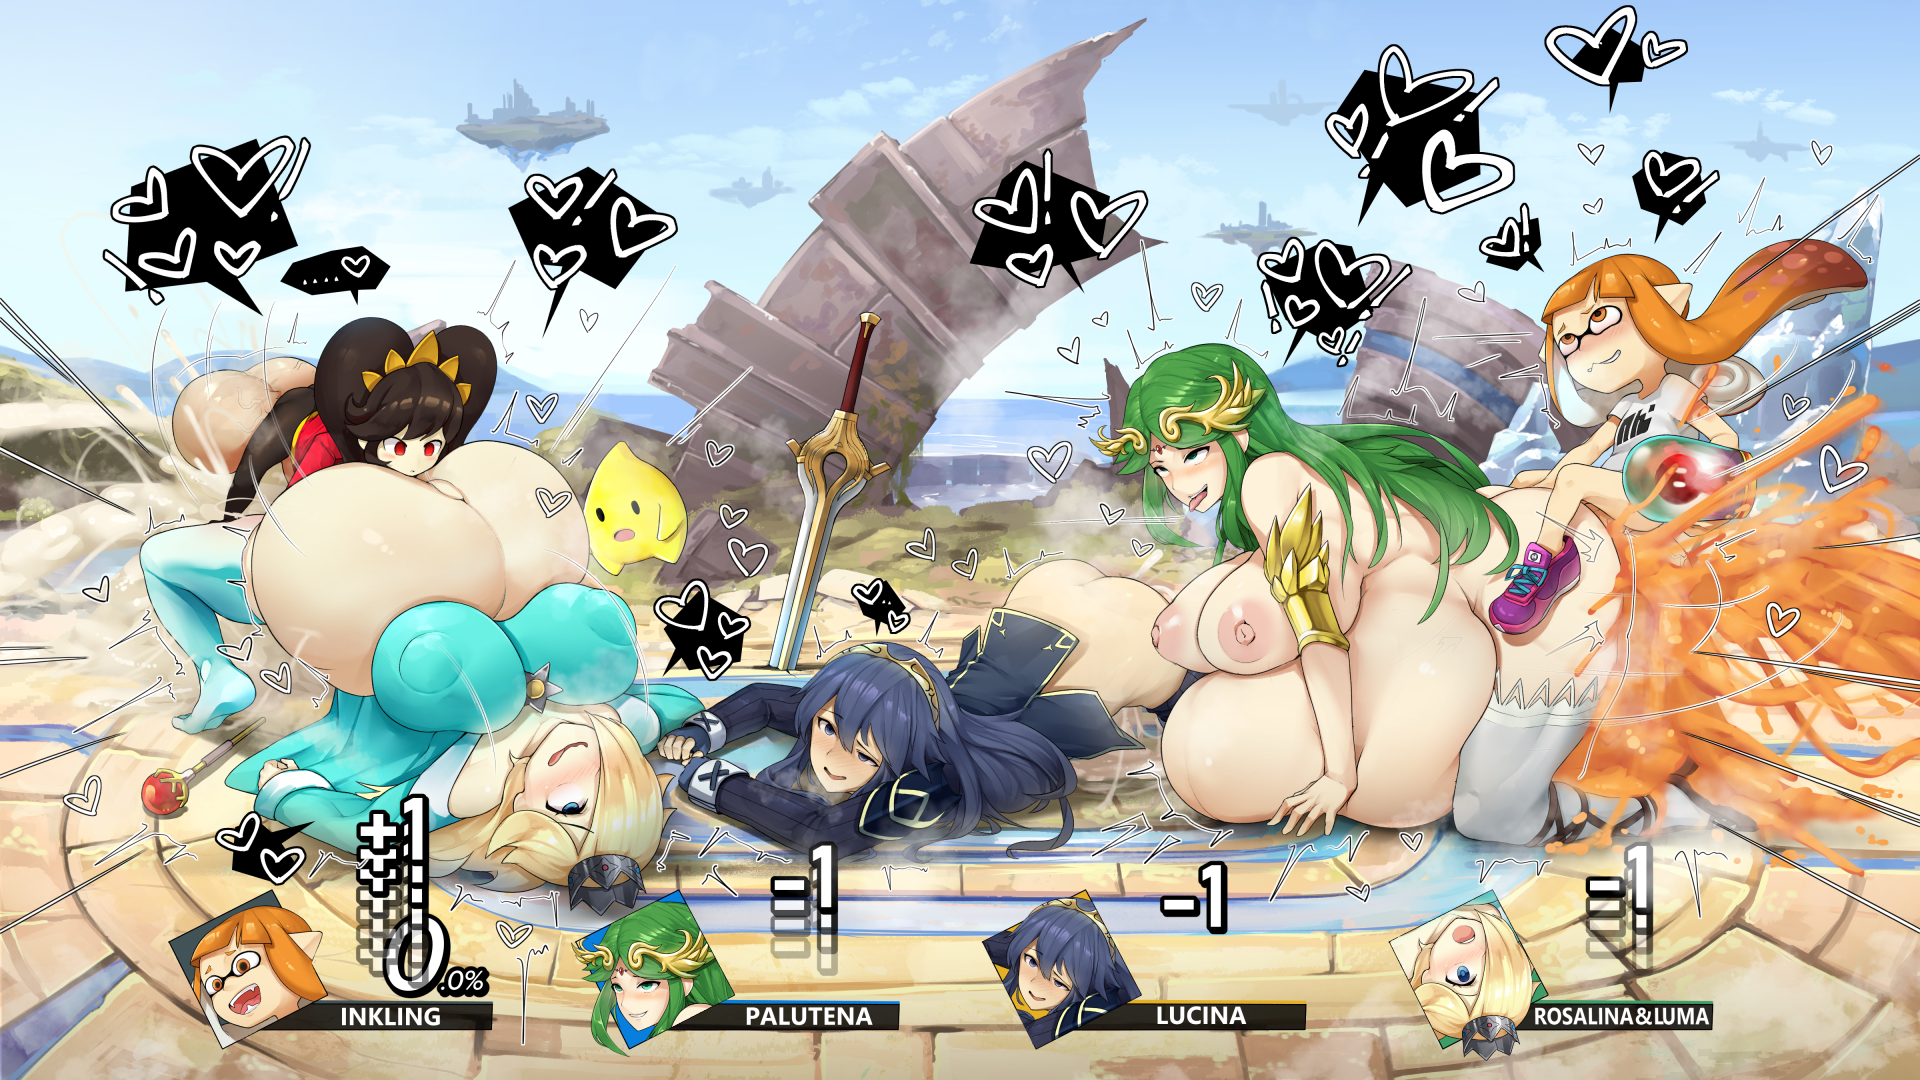 +1
0.0%
-1
-1
-1
INKLING
PALUTENA
LUCINA
ROSALINA&LUMA